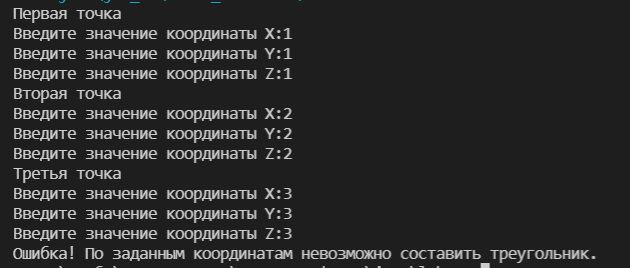 Первая точка
Введите значение координаты X:1
Введите значение координаты Y:1
Введите значение координаты Z:1
Вторая точка
Введите значение координаты X:2
Введите значение координаты Y:2
Введите значение координаты Z:2
Третья точка
Введите значение координаты X:3
Введите значение координаты Y:3
Введите значение координаты Z:3
Ошибка! По заданным координатам невозможно составить треугольник.